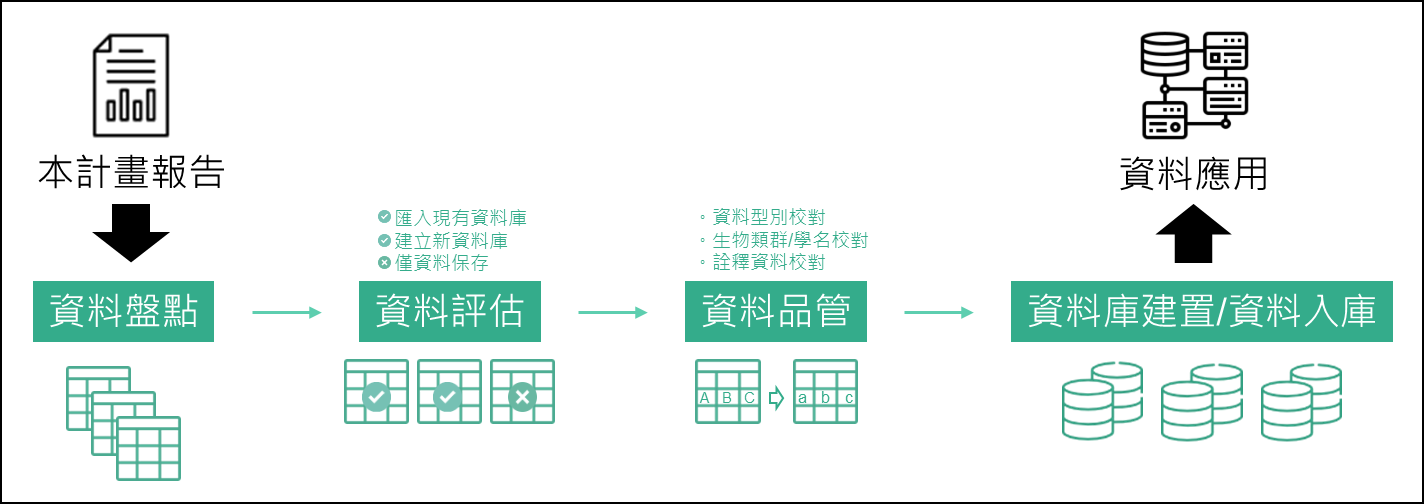 本計畫報告
資料應用
匯入現有資料庫
建立新資料庫
僅資料保存
。資料型別校對
。生物類群/學名校對
。詮釋資料校對
資料盤點
資料評估
資料品管
資料庫建置/資料入庫
A B C
a b c